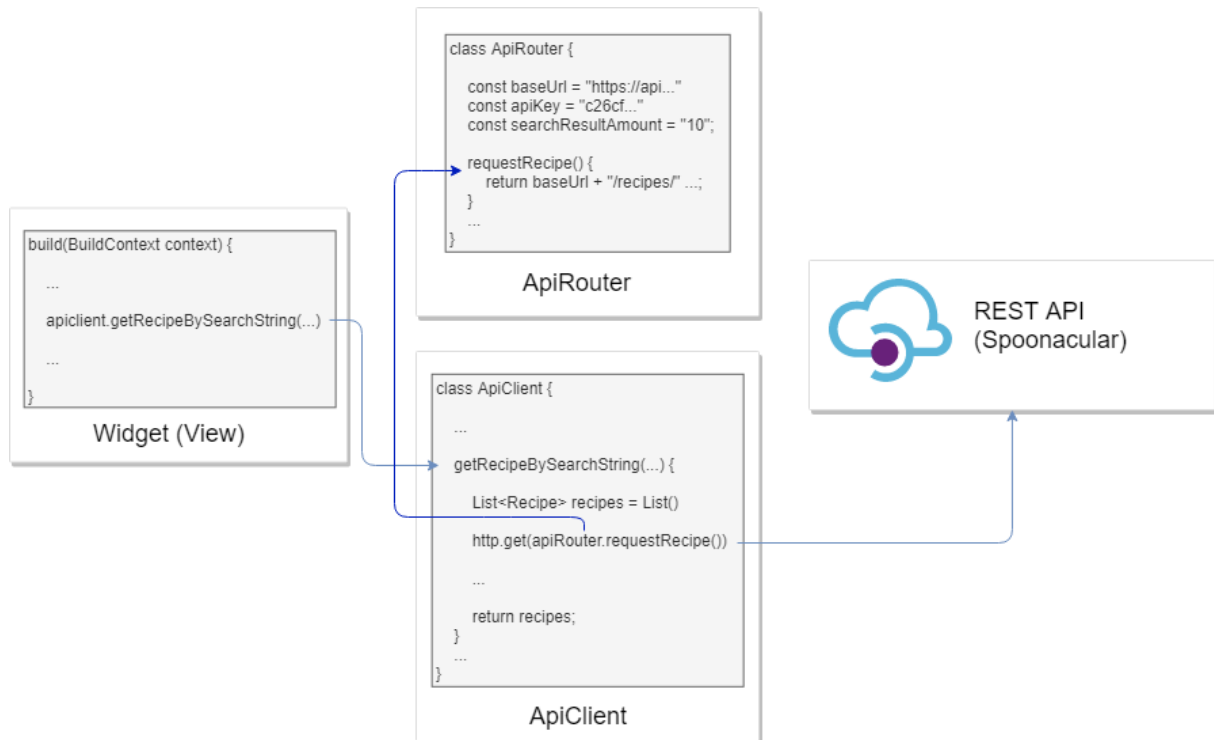 class ApiRouter {
const baseUrl = "https://api..."
const apiKey = "c26cf..."
const searchResultAmount = "10";
requestRecipe() {
return baseUrl + "/recipes/" ...;
}
...
}
ApiRouter
build(BuildContext context) {
...
apiclient.getRecipeBySearchString(...)
...
}
Widget (View)
REST API
(Spoonacular)
class ApiClient {
...
getRecipeBySearchString(...) {
List<Recipe> recipes = List()
http.get(apiRouter.requestRecipe())
...
return recipes;
}
...
}
ApiClient